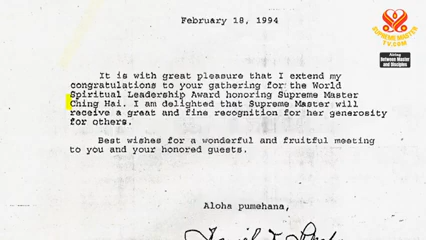 February 18, 1994
SUPREME MASTER
TV.COM
Airing
Between Master
and Disciples
It is with great pleasure that I extend my
congratulations to your gathering for the World
Spiritual Leadership Award honoring Supreme Master
Ching Hai. I am delighted that Supreme Master will
receive a great and fine recognition for her generosity
for others.
Best wishes for a wonderful and fruitful meeting
to you and your honored guests.
Aloha pumehana,